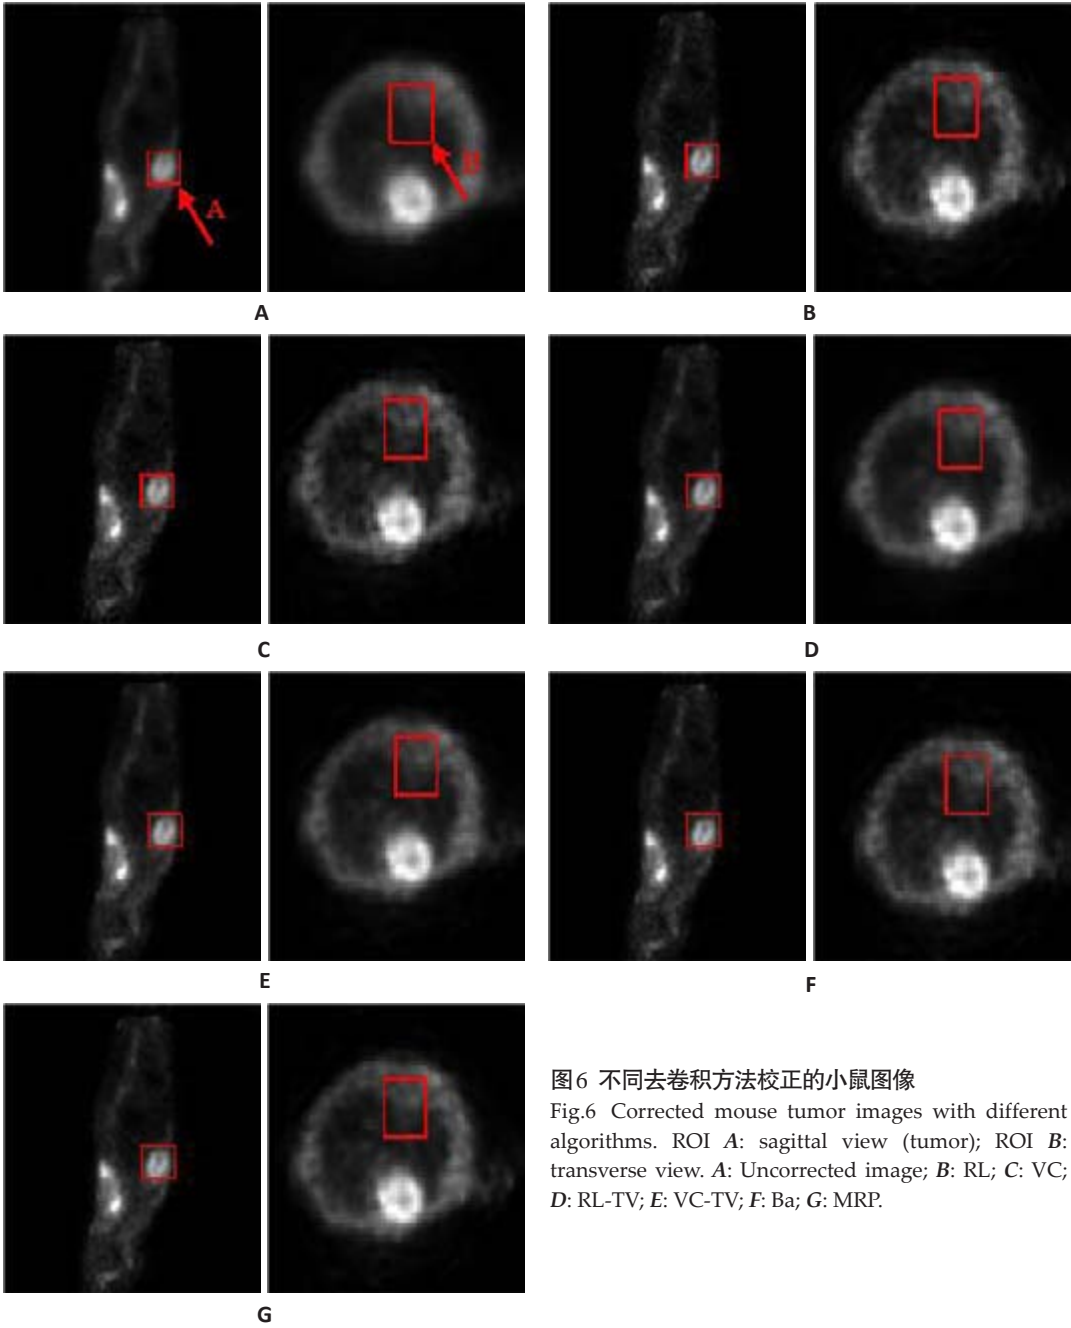 A
B
A
B
C
D
E
F
G
图6 不同去卷积方法校正的小鼠图像
Fig.6 Corrected mouse tumor images with different
algorithms. ROI A: sagittal view (tumor); ROI B:
transverse view. A: Uncorrected image; B: RL; C: VC;
D: RL-TV; E: VC-TV; F: Ba; G: MRP.